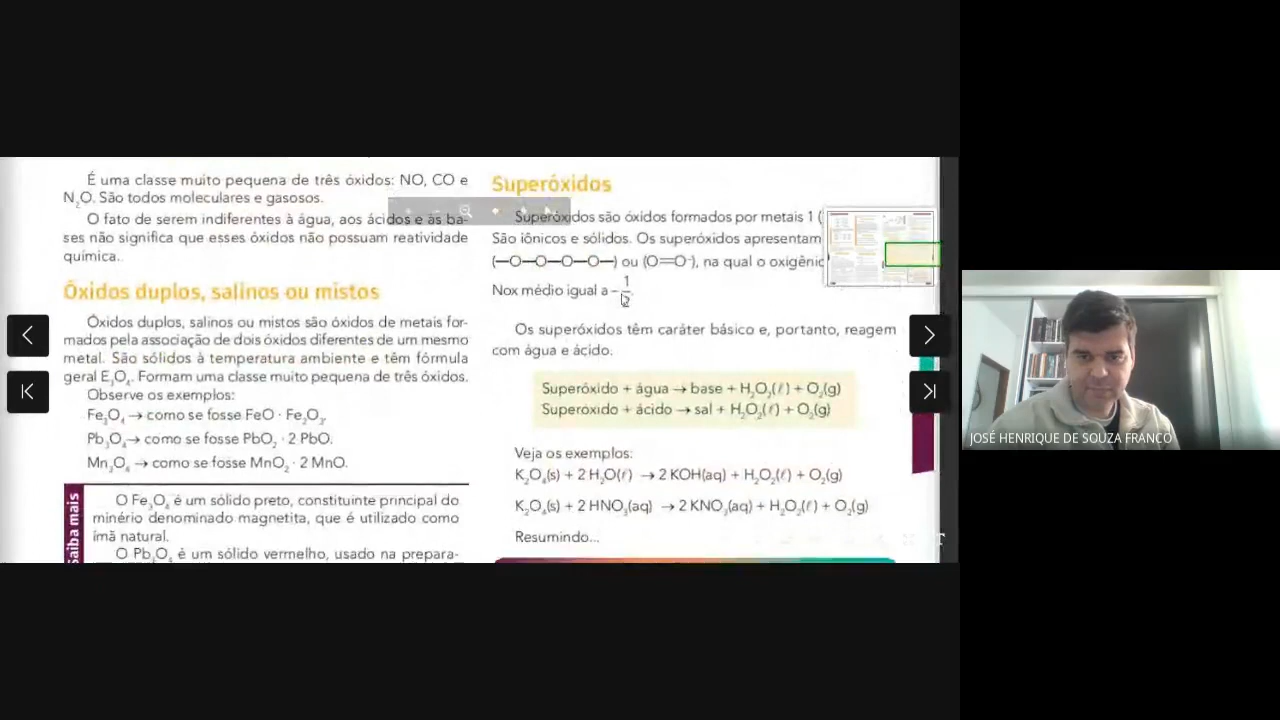 É uma classe muito pequena de três óxidos: NO, CO e
N₂O. São todos moleculares e gasosos.
O fato de serem indiferentes à água, aos ácidos e às ba-
ses não significa que esses óxidos não possuam reatividade
química.
Óxidos duplos, salinos ou mistos
Óxidos duplos, salinos ou mistos são óxidos de metais for-
mados pela associação de dois óxidos diferentes de um mesmo
metal. São sólidos à temperatura ambiente e têm fórmula
geral E₃O₄. Formam uma classe muito pequena de três óxidos.
Observe os exemplos:
Fe₃O₄ → como se fosse FeO · Fe₂O₃.
Pb₃O₄ → como se fosse PbO₂ · 2 PbO.
Mn₃O₄ → como se fosse MnO₂ · 2 MnO.
Saiba mais
O Fe₃O₄ é um sólido preto, constituinte principal do
minério denominado magnetita, que é utilizado como
ímã natural.
O Pb₃O₄ é um sólido vermelho, usado na prepara-
Superóxidos
Superóxidos são óxidos formados por metais 1 (
São iônicos e sólidos. Os superóxidos apresentam
(—O—O—O—O—) ou (O=O⁻), na qual o oxigênio
Nox médio igual a –1/2.
Os superóxidos têm caráter básico e, portanto, reagem
com água e ácido.
Superóxido + água → base + H₂O₂(ℓ) + O₂(g)
Superóxido + ácido → sal + H₂O₂(ℓ) + O₂(g)
Veja os exemplos:
K₂O₄(s) + 2 H₂O(ℓ) → 2 KOH(aq) + H₂O₂(ℓ) + O₂(g)
K₂O₄(s) + 2 HNO₃(aq) → 2 KNO₃(aq) + H₂O₂(ℓ) + O₂(g)
Resumindo...
JOSÉ HENRIQUE DE SOUZA FRANCO